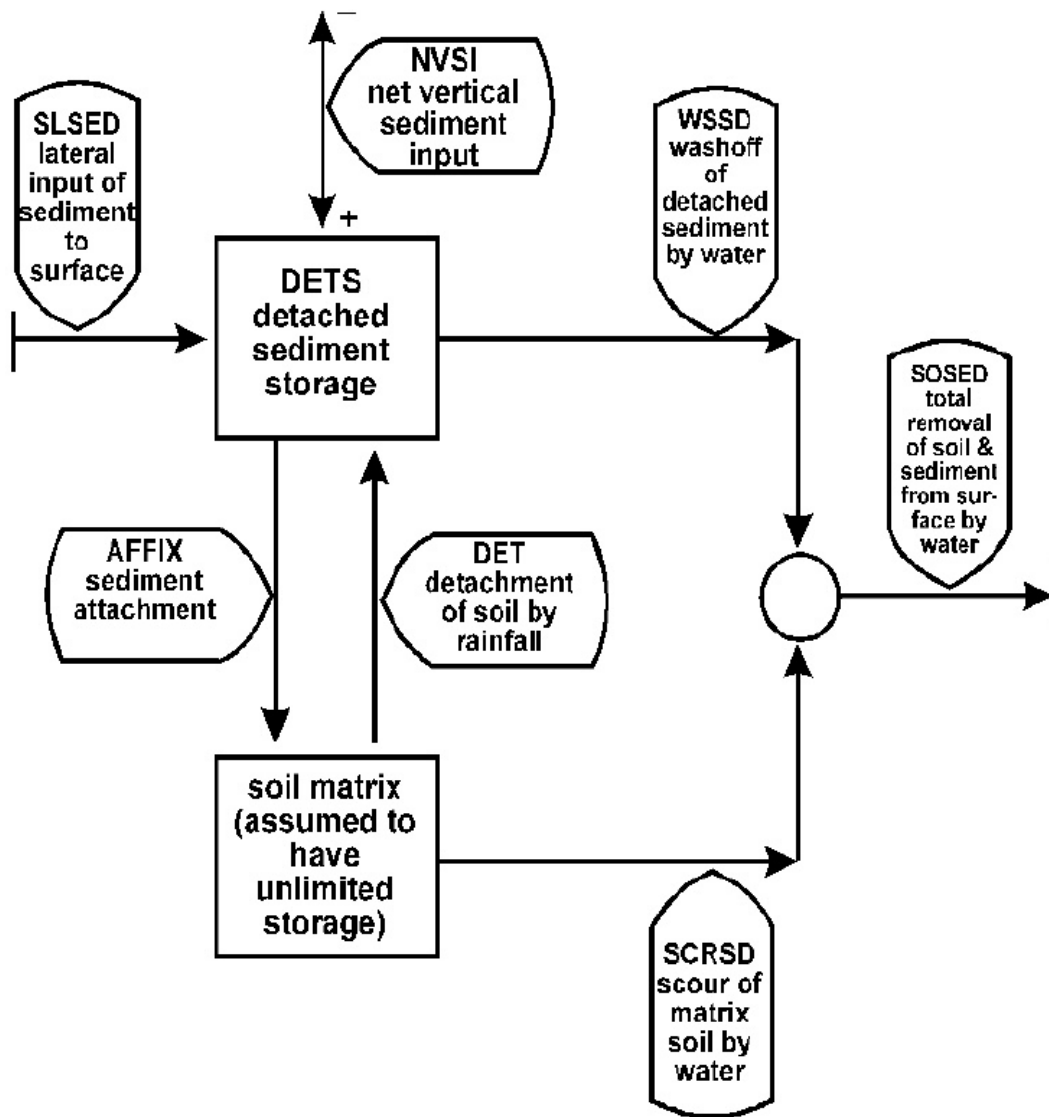 –
NVSI
net vertical
sediment
input
+
SLSED
lateral
input of
sediment
to
surface
WSSD
washoff
of
detached
sediment
by water
DETS
detached
sediment
storage
SOSED
total
removal
of soil &
sediment
from sur-
face by
water
AFFIX
sediment
attachment
DET
detachment
of soil by
rainfall
soil matrix
(assumed to
have
unlimited
storage)
SCRSD
scour of
matrix
soil by
water